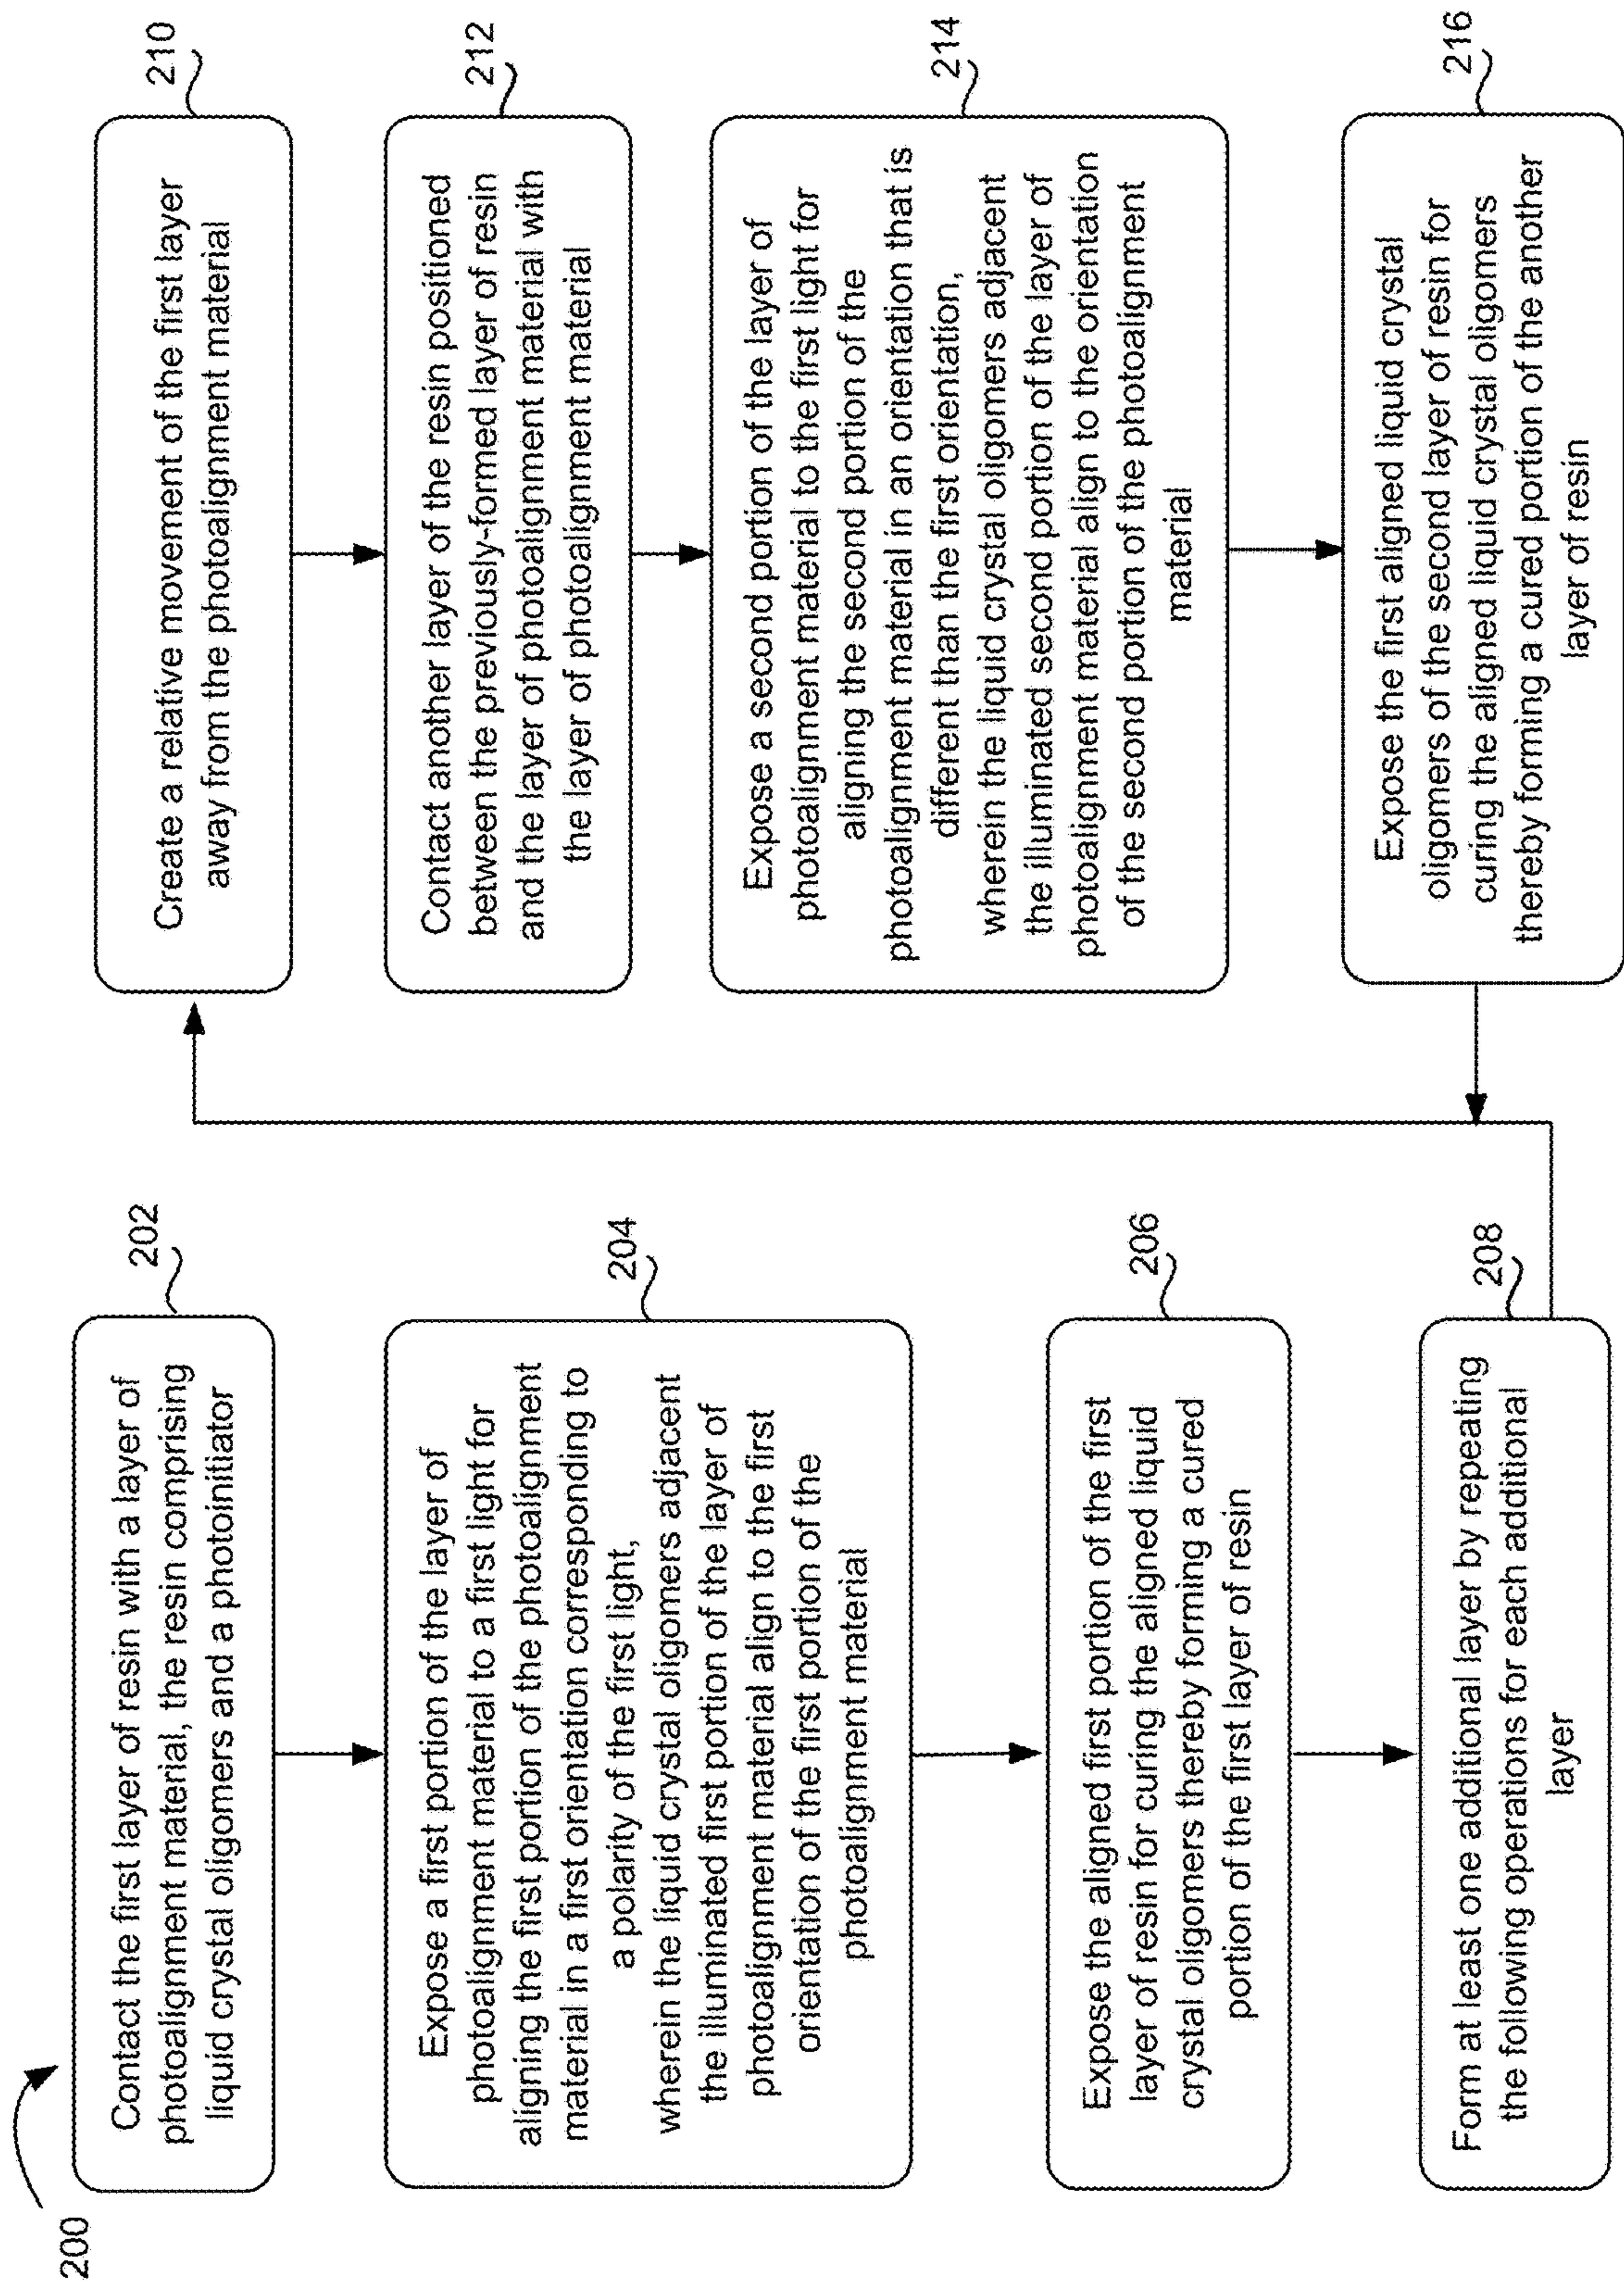 200
202
Contact the first layer of resin with a layer of
photoalignment material, the resin comprising
liquid crystal oligomers and a photoinitiator
204
Expose a first portion of the layer of
photoalignment material to a first light for
aligning the first portion of the photoalignment
material in a first orientation corresponding to
a polarity of the first light,
wherein the liquid crystal oligomers adjacent
the illuminated first portion of the layer of
photoalignment material align to the first
orientation of the first portion of the
photoalignment material
206
Expose the aligned first portion of the first
layer of resin for curing the aligned liquid
crystal oligomers thereby forming a cured
portion of the first layer of resin
208
Form at least one additional layer by repeating
the following operations for each additional
layer
210
Create a relative movement of the first layer
away from the photoalignment material
212
Contact another layer of the resin positioned
between the previously-formed layer of resin
and the layer of photoalignment material with
the layer of photoalignment material
214
Expose a second portion of the layer of
photoalignment material to the first light for
aligning the second portion of the
photoalignment material in an orientation that is
different than the first orientation,
wherein the liquid crystal oligomers adjacent
the illuminated second portion of the layer of
photoalignment material align to the orientation
of the second portion of the photoalignment
material
216
Expose the first aligned liquid crystal
oligomers of the second layer of resin for
curing the aligned liquid crystal oligomers
thereby forming a cured portion of the another
layer of resin